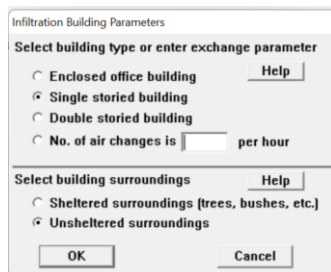 Infiltration Building Parameters
Select building type or enter exchange parameter
Enclosed office building
Help
Single storied building
Double storied building
No. of air changes is per hour
Select building surroundings
Help
Sheltered surroundings (trees, bushes, etc.)
Unsheltered surroundings
OK Cancel